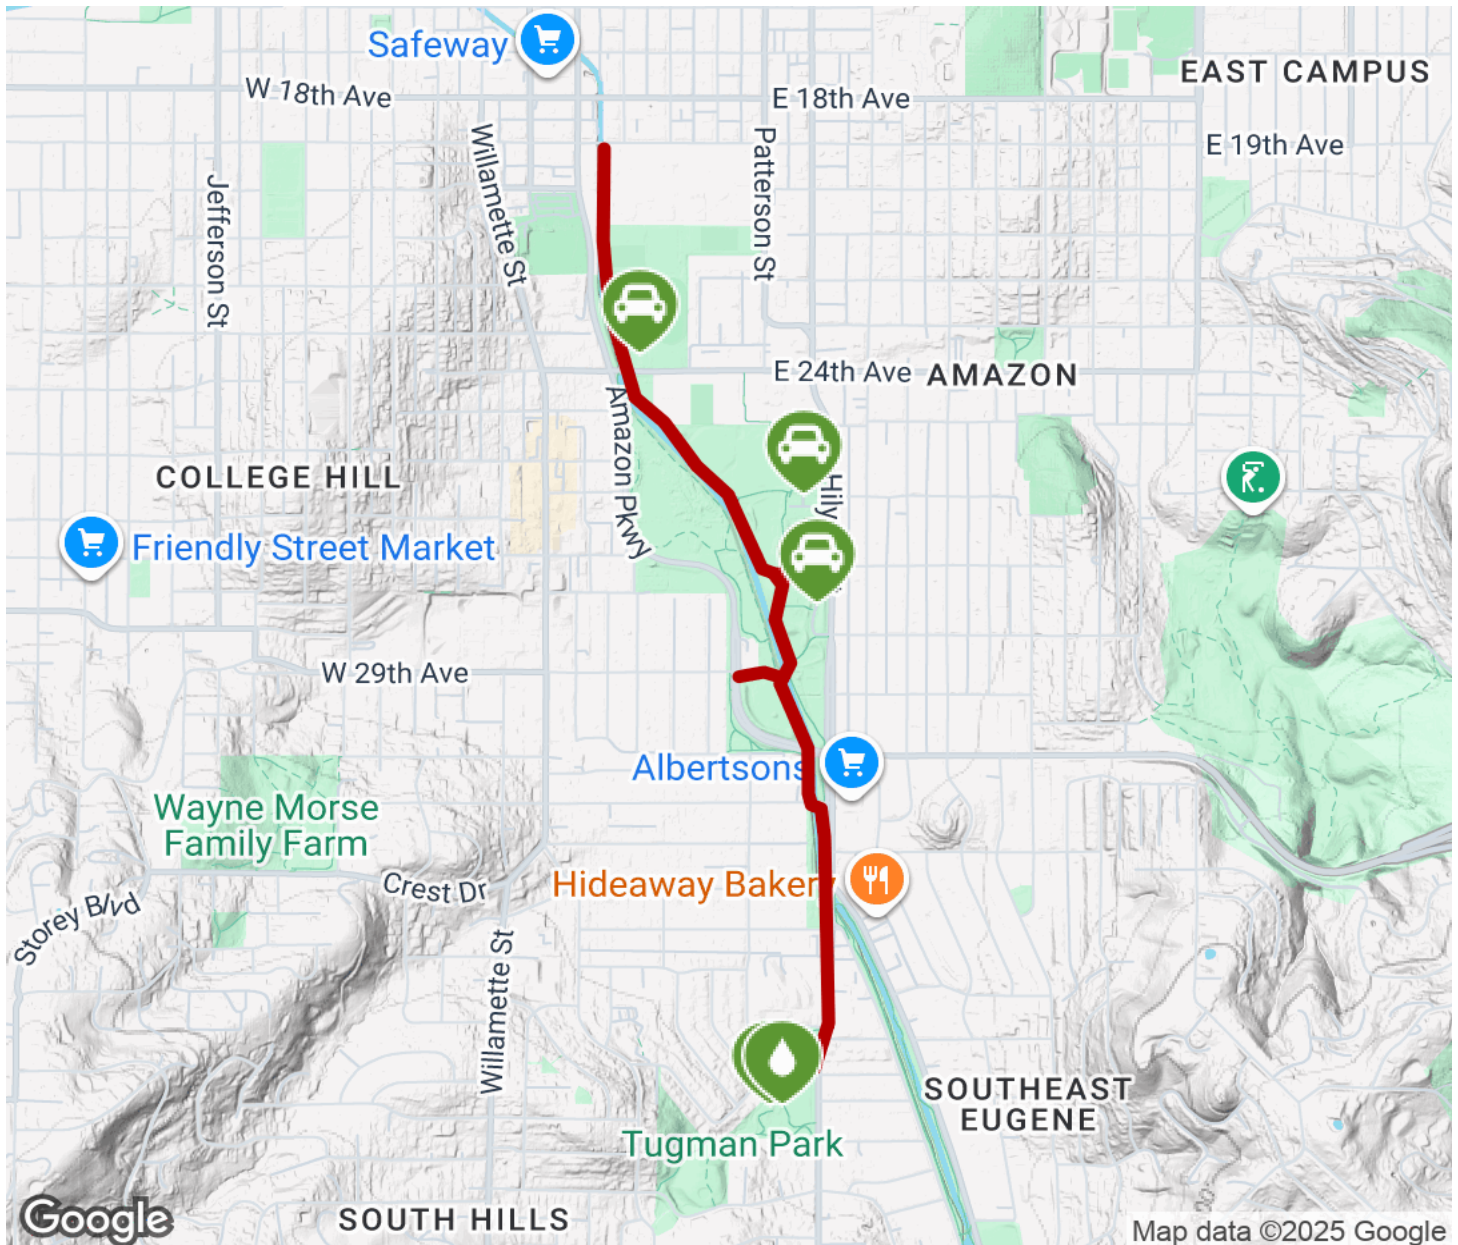 Safeway
W 18th Ave
E 18th Ave
EAST CAMPUS
E 19th Ave
Willamette St
Patterson St
Jefferson St
E 24th Ave
AMAZON
Amazon Pkwy
COLLEGE HILL
Hily
Friendly Street Market
W 29th Ave
Albertsons
Wayne Morse
Family Farm
Hideaway Bakery
Crest Dr
Storey Blvd
Willamette St
SOUTHEAST
EUGENE
Tugman Park
SOUTH HILLS
Google
Map data ©2025 Google